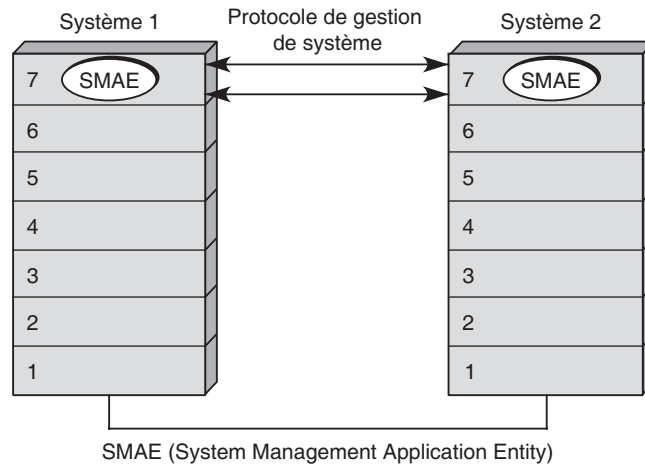 Système 1
Protocole de gestion
de système
Système 2
7 SMAE
6
5
4
3
2
1
7 SMAE
6
5
4
3
2
1
SMAE (System Management Application Entity)